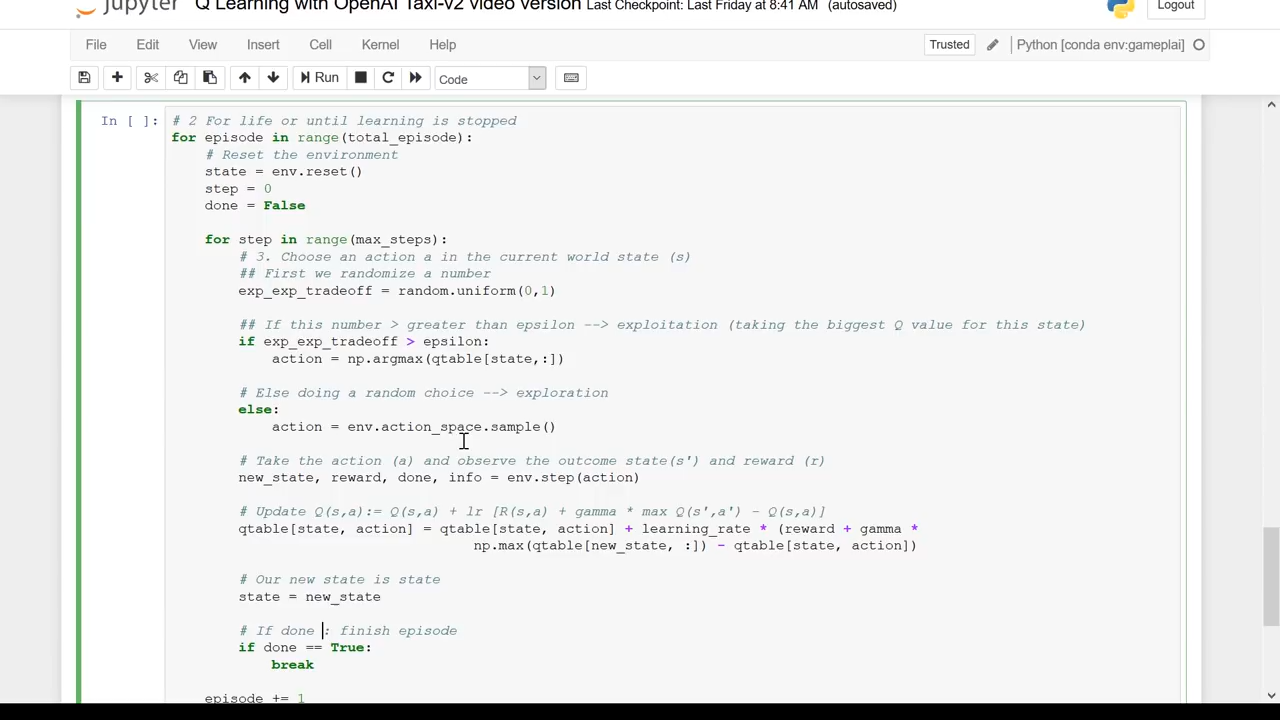 jupyter Q Learning with OpenAI Taxi-v2 video version Last Checkpoint: Last Friday at 8:41 AM (autosaved) Logout
File Edit View Insert Cell Kernel Help Trusted Python [conda env:gameplai]
Run Code
In [ ]: # 2 For life or until learning is stopped
for episode in range(total_episode):
# Reset the environment
state = env.reset()
step = 0
done = False
for step in range(max_steps):
# 3. Choose an action a in the current world state (s)
## First we randomize a number
exp_exp_tradeoff = random.uniform(0,1)
## If this number > greater than epsilon --> exploitation (taking the biggest Q value for this state)
if exp_exp_tradeoff > epsilon:
action = np.argmax(qtable[state,:])
# Else doing a random choice --> exploration
else:
action = env.action_space.sample()
# Take the action (a) and observe the outcome state(s') and reward (r)
new_state, reward, done, info = env.step(action)
# Update Q(s,a):= Q(s,a) + lr [R(s,a) + gamma * max Q(s',a') - Q(s,a)]
qtable[state, action] = qtable[state, action] + learning_rate * (reward + gamma *
np.max(qtable[new_state, :]) - qtable[state, action])
# Our new state is state
state = new_state
# If done : finish episode
if done == True:
break
episode += 1